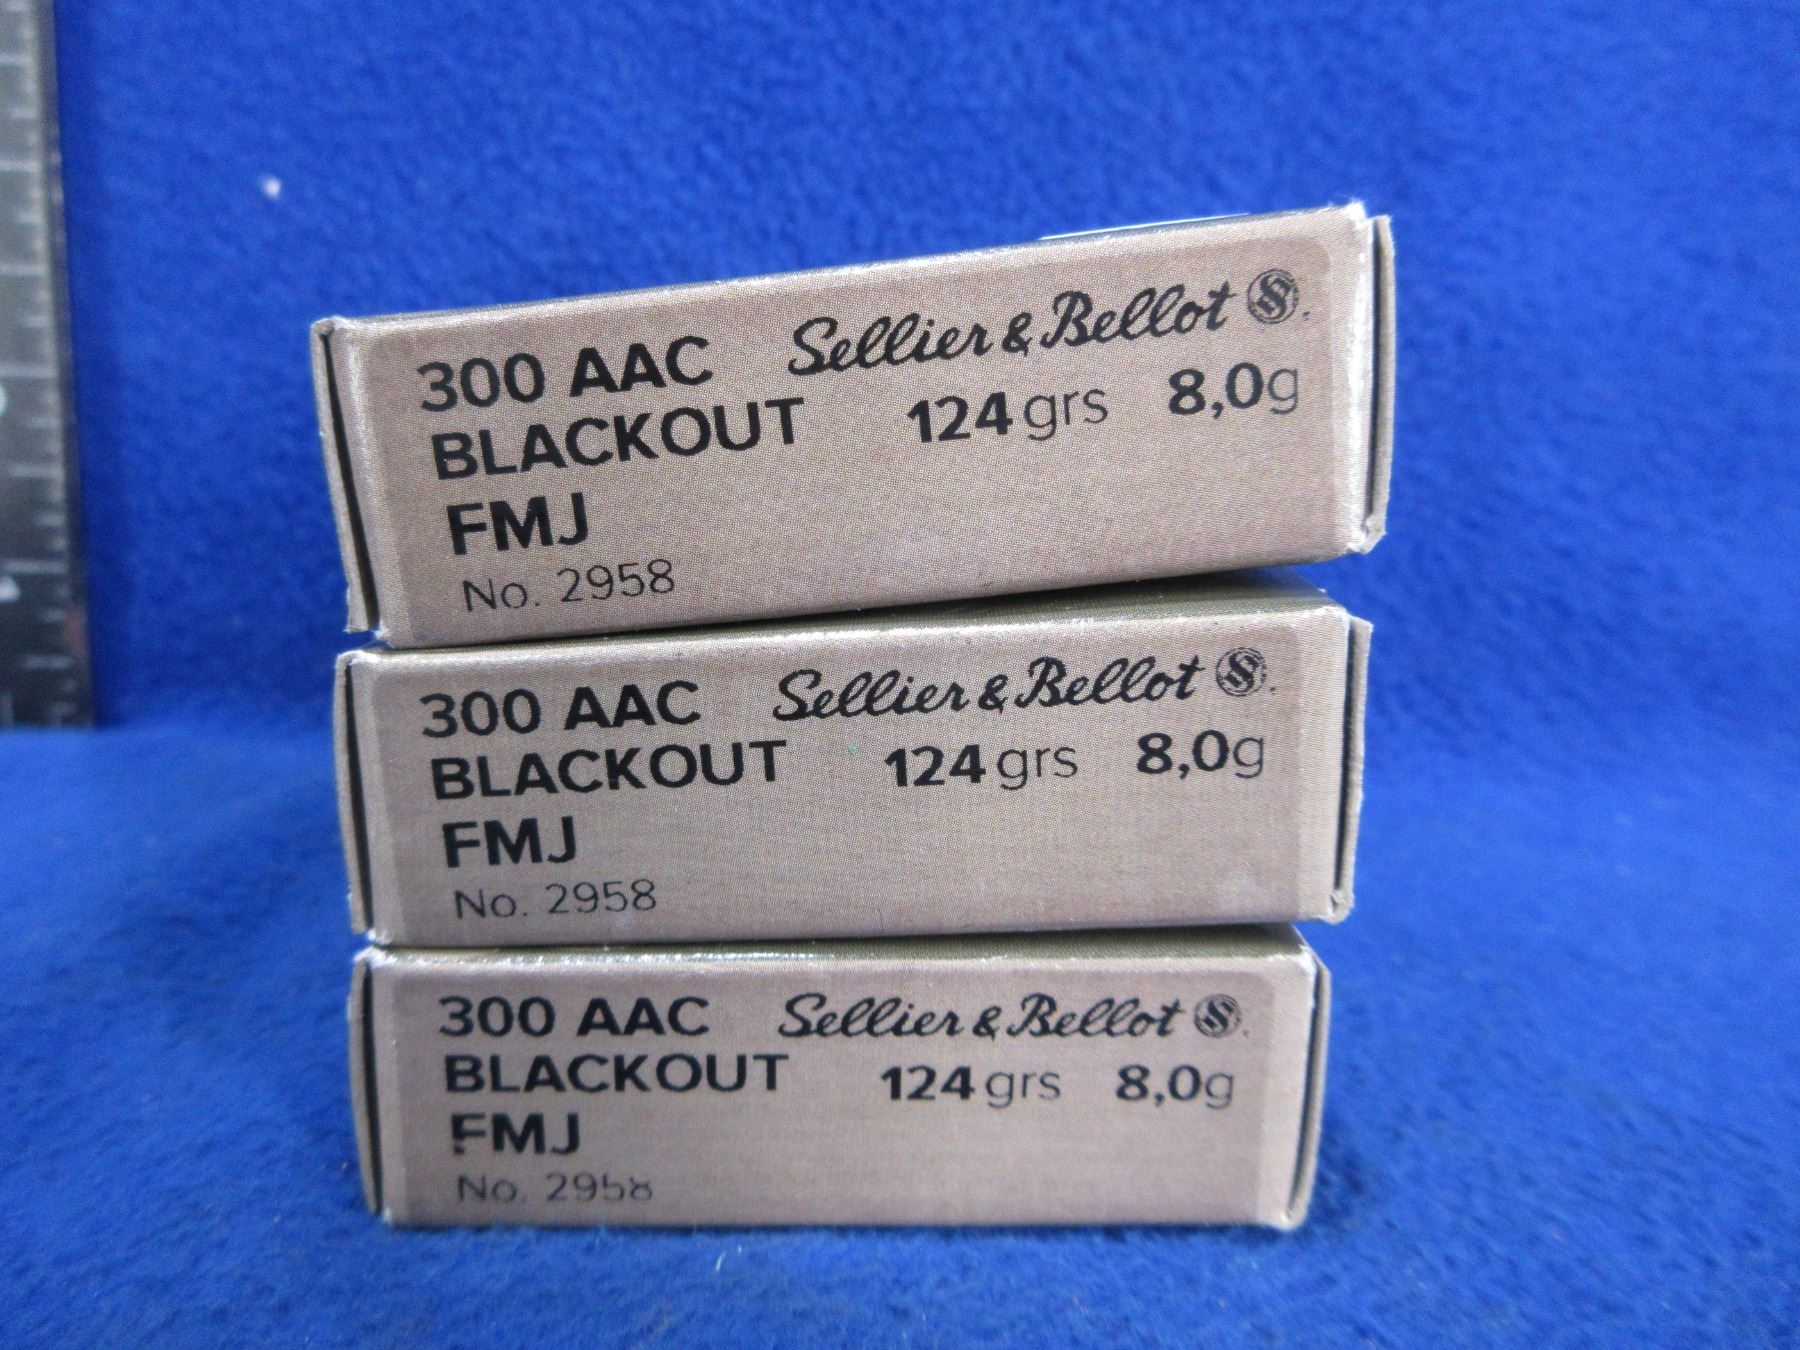 300 AAC Sellier & Bellot
BLACKOUT 124 grs 8,0g
FMJ
No. 2958
300 AAC Sellier & Bellot
BLACKOUT 124 grs 8,0g
FMJ
No. 2958
300 AAC Sellier & Bellot
BLACKOUT 124 grs 8,0g
FMJ
No. 2958